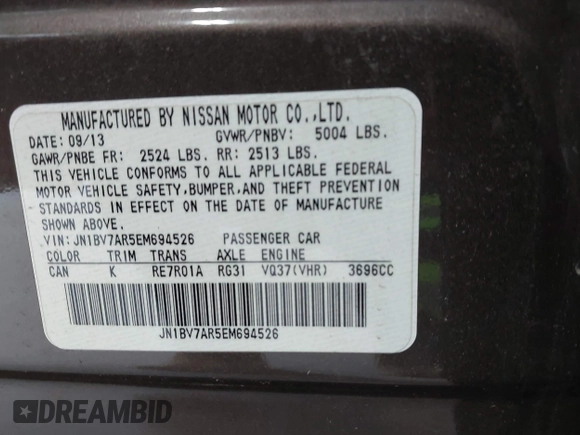 MANUFACTURED BY NISSAN MOTOR CO.,LTD.
DATE: 09/13 GVWR/PNBV: 5004 LBS.
GAWR/PNBE FR: 2524 LBS. RR: 2513 LBS.
THIS VEHICLE CONFORMS TO ALL APPLICABLE FEDERAL
MOTOR VEHICLE SAFETY,BUMPER,AND THEFT PREVENTION
STANDARDS IN EFFECT ON THE DATE OF MANUFACTURE
SHOWN ABOVE.
VIN: JN1BV7AR5EM694526 PASSENGER CAR
COLOR TRIM TRANS AXLE ENGINE
CAN K RE7R01A RG31 VQ37(VHR) 3696CC
JN1BV7AR5EM694526
DREAMBID